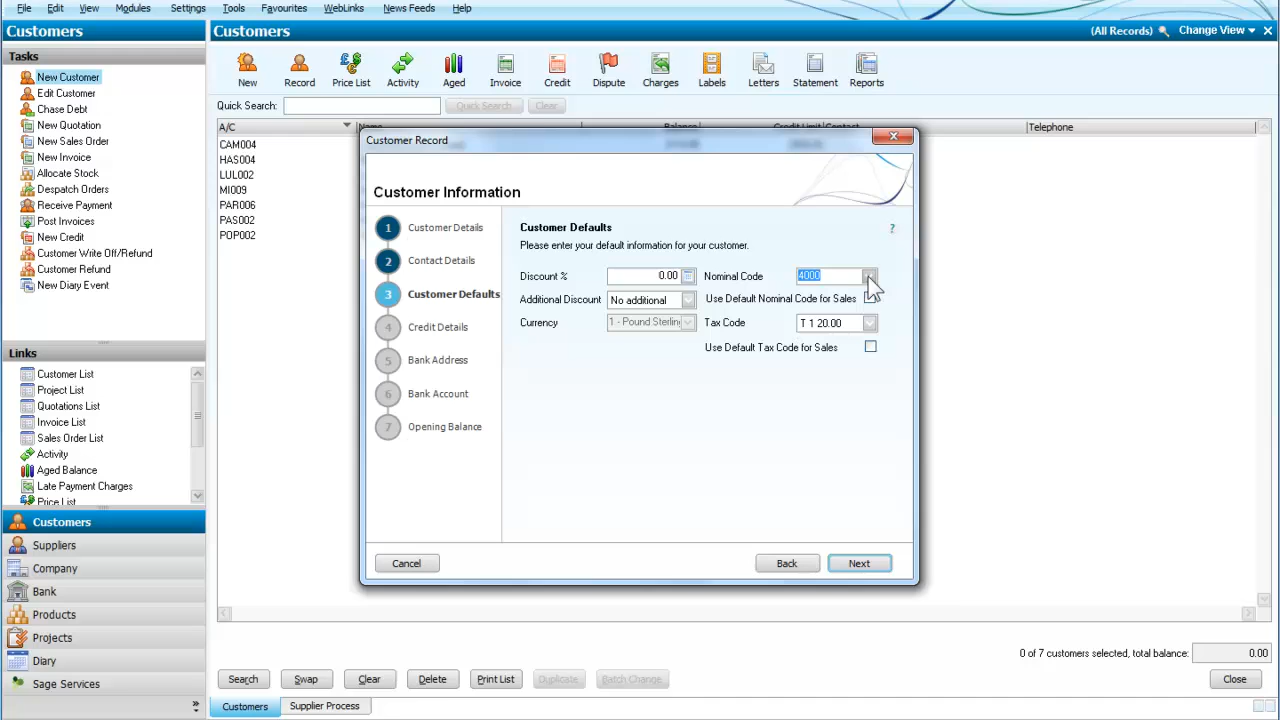 File Edit View Modules Settings Tools Favourites WebLinks News Feeds Help
Customers
Customers
(All Records) Change View
Tasks
New Customer
Edit Customer
Chase Debt
New Quotation
New Sales Order
New Invoice
Allocate Stock
Despatch Orders
Receive Payment
Post Invoices
New Credit
Customer Write Off/Refund
Customer Refund
New Diary Event
Links
Customer List
Project List
Quotations List
Invoice List
Sales Order List
Activity
Aged Balance
Late Payment Charges
Price List
Customers
Suppliers
Company
Bank
Products
Projects
Diary
Sage Services
New Record Price List Activity Aged Invoice Credit Dispute Charges Labels Letters Statement Reports
Quick Search: Quick Search Clear
A/C Name Balance Credit Limit Contact Telephone
CAM004
HAS004
LUL002
MI009
PAR006
PAS002
POP002
Customer Record
Customer Information
1 Customer Details
2 Contact Details
3 Customer Defaults
4 Credit Details
5 Bank Address
6 Bank Account
7 Opening Balance
Customer Defaults ?
Please enter your default information for your customer.
Discount % 0.00 Nominal Code 4000
Additional Discount No additional Use Default Nominal Code for Sales
Currency 1 - Pound Sterling Tax Code T 1 20.00
Use Default Tax Code for Sales
Cancel Back Next
0 of 7 customers selected, total balance: 0.00
Search Swap Clear Delete Print List Duplicate Batch Change Close
Customers Supplier Process